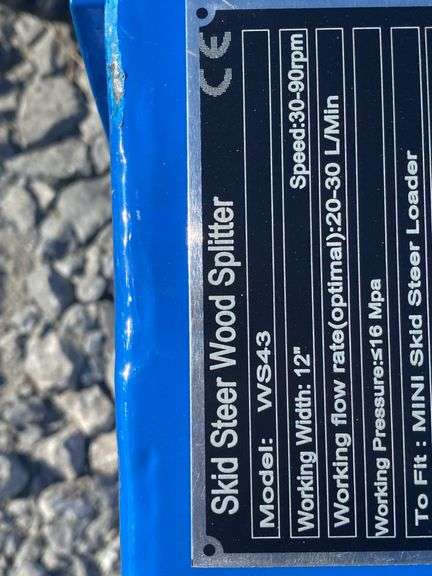 CE
Skid Steer Wood Splitter
Model: WS43
Working Width: 12" Speed:30-90rpm
Working flow rate(optimal):20-30 L/Min
Working Pressure:≤16 Mpa
To Fit : MINI Skid Steer Loader